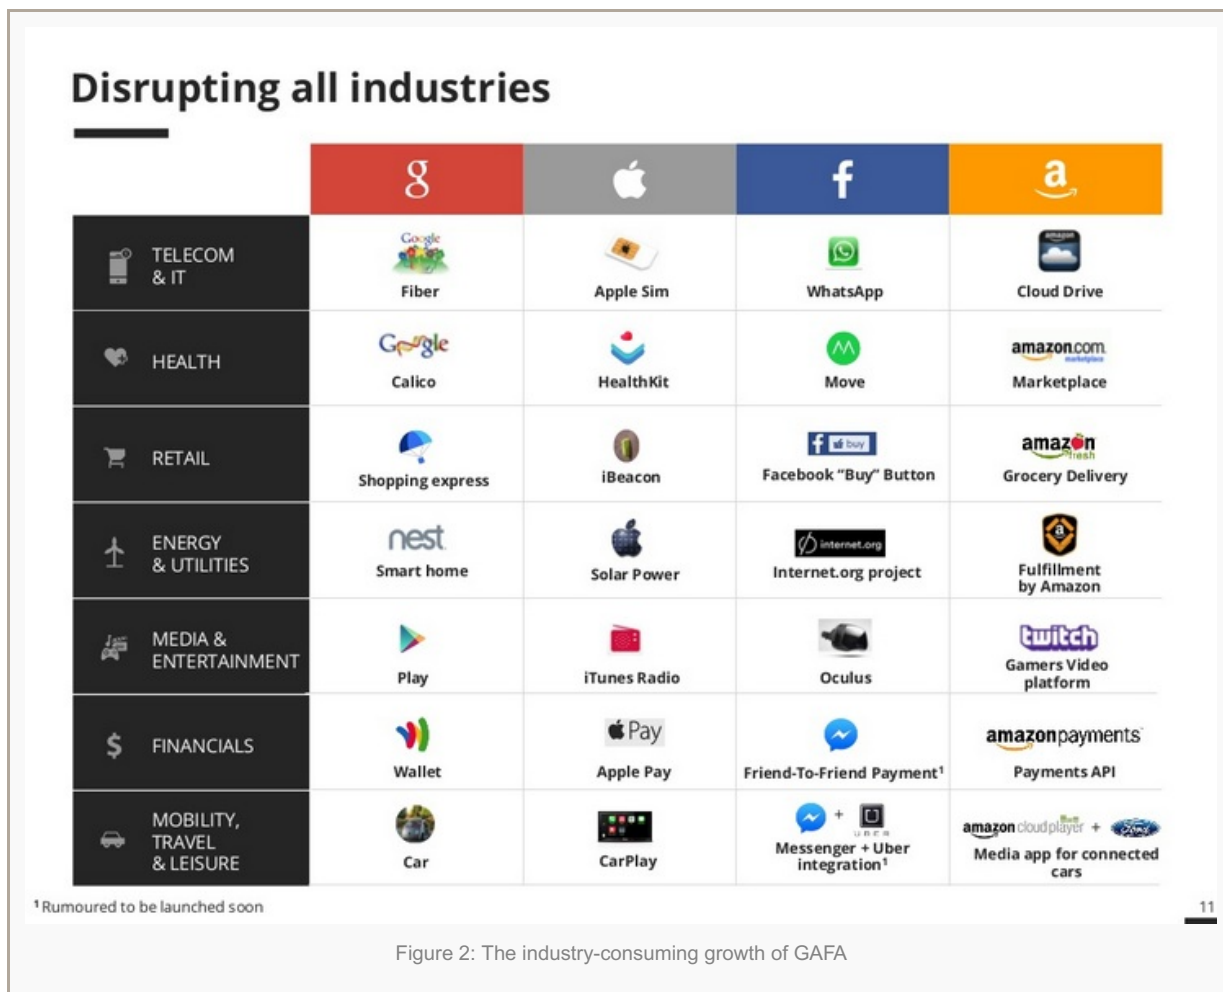 Disrupting all industries
g
f
a
TELECOM
& IT
Google
Fiber
Apple Sim
WhatsApp
amazon
Cloud Drive
HEALTH
Google
Calico
HealthKit
Move
amazon.com
marketplace
Marketplace
RETAIL
Shopping express
iBeacon
f buy
Facebook “Buy” Button
amazon
fresh
Grocery Delivery
ENERGY
& UTILITIES
nest
Smart home
Solar Power
internet.org
Internet.org project
a
Fulfillment
by Amazon
MEDIA &
ENTERTAINMENT
Play
iTunes Radio
Oculus
twitch
Gamers Video
platform
$
FINANCIALS
Wallet
Pay
Apple Pay
Friend-To-Friend Payment¹
amazonpayments
Payments API
MOBILITY,
TRAVEL
& LEISURE
Car
CarPlay
+
UBER
Messenger + Uber
integration¹
amazon cloudplayer + Ford
Media app for connected
cars
¹ Rumoured to be launched soon
11
Figure 2: The industry-consuming growth of GAFA